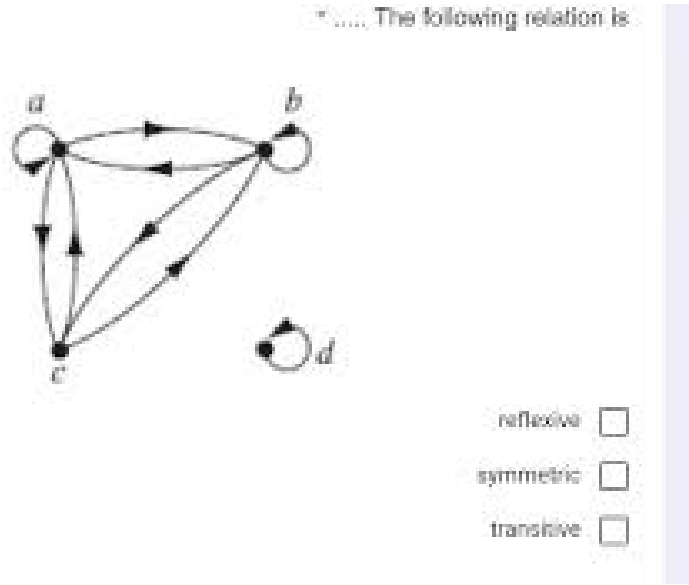 * ..... The following relation is
a
b
c
d
reflexive
symmetric
transitive